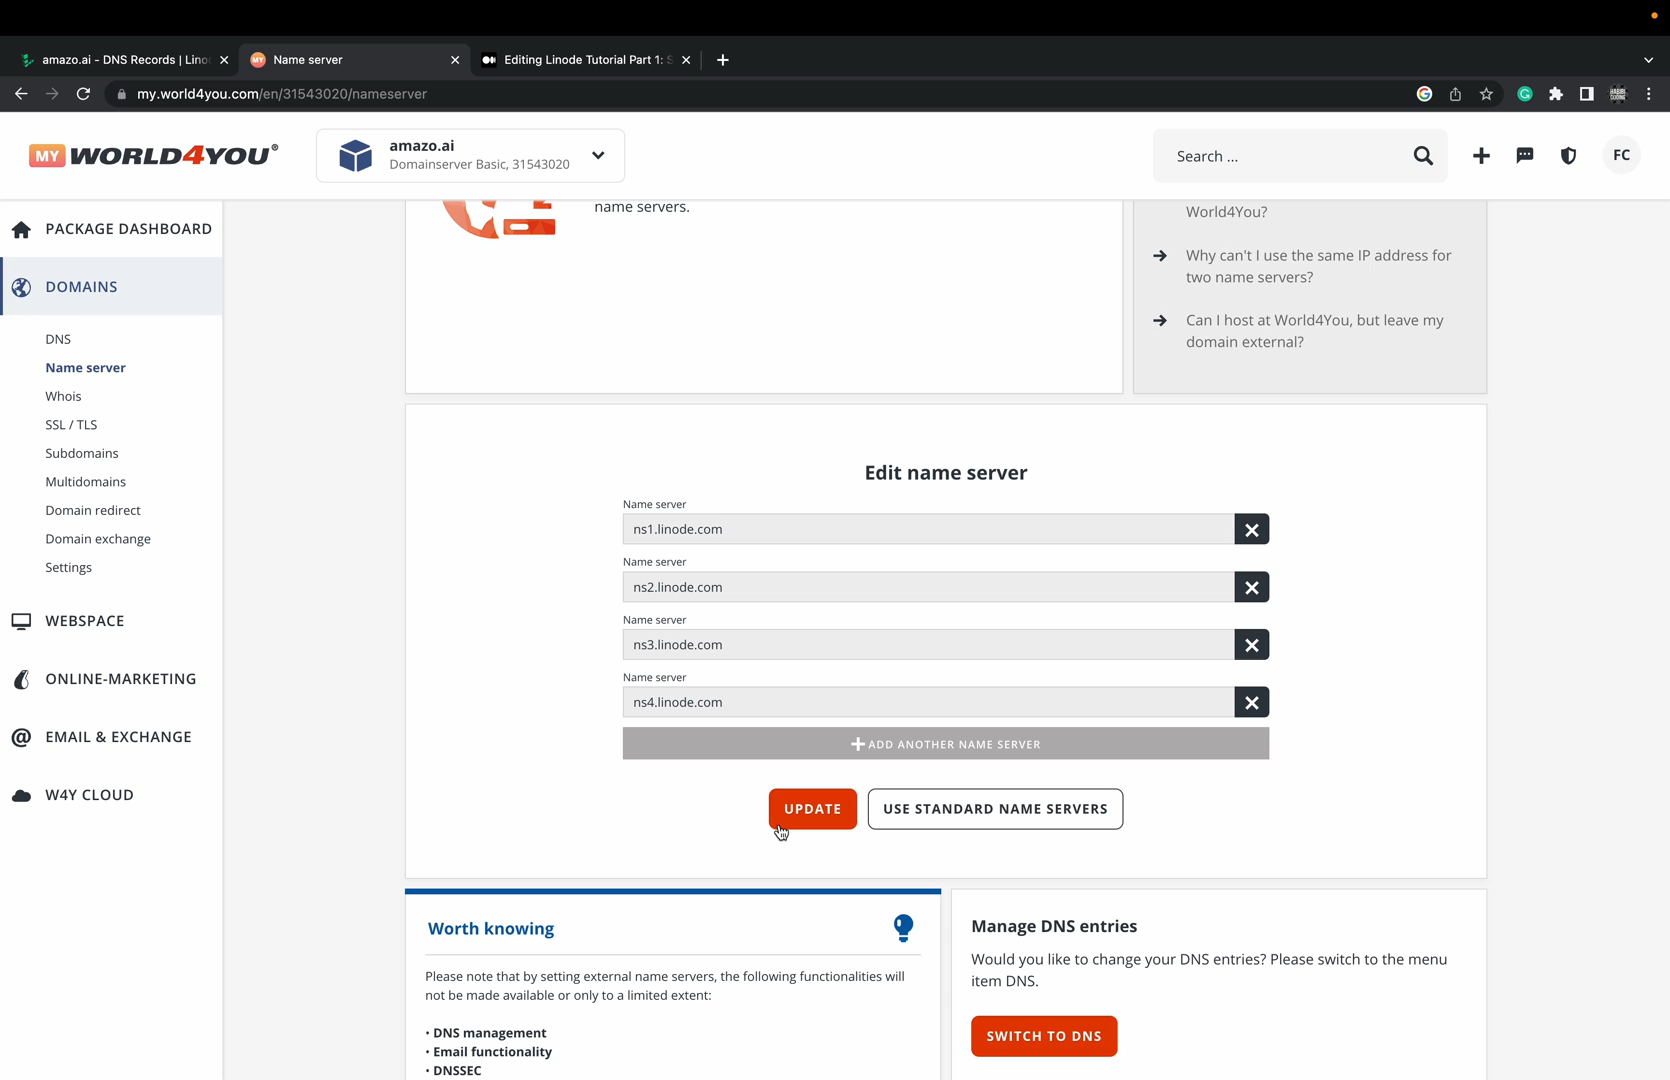 amazo.ai - DNS Records | Lino
Name server
Editing Linode Tutorial Part 1: S
my.world4you.com/en/31543020/nameserver
MY WORLD4YOU®
amazo.ai
Domainserver Basic, 31543020
Search ...
FC
PACKAGE DASHBOARD
DOMAINS
DNS
Name server
Whois
SSL / TLS
Subdomains
Multidomains
Domain redirect
Domain exchange
Settings
WEBSPACE
ONLINE-MARKETING
EMAIL & EXCHANGE
W4Y CLOUD
name servers.
World4You?
Why can't I use the same IP address for
two name servers?
Can I host at World4You, but leave my
domain external?
Edit name server
Name server
ns1.linode.com
Name server
ns2.linode.com
Name server
ns3.linode.com
Name server
ns4.linode.com
ADD ANOTHER NAME SERVER
UPDATE
USE STANDARD NAME SERVERS
Worth knowing
Please note that by setting external name servers, the following functionalities will
not be made available or only to a limited extent:
• DNS management
• Email functionality
• DNSSEC
Manage DNS entries
Would you like to change your DNS entries? Please switch to the menu
item DNS.
SWITCH TO DNS